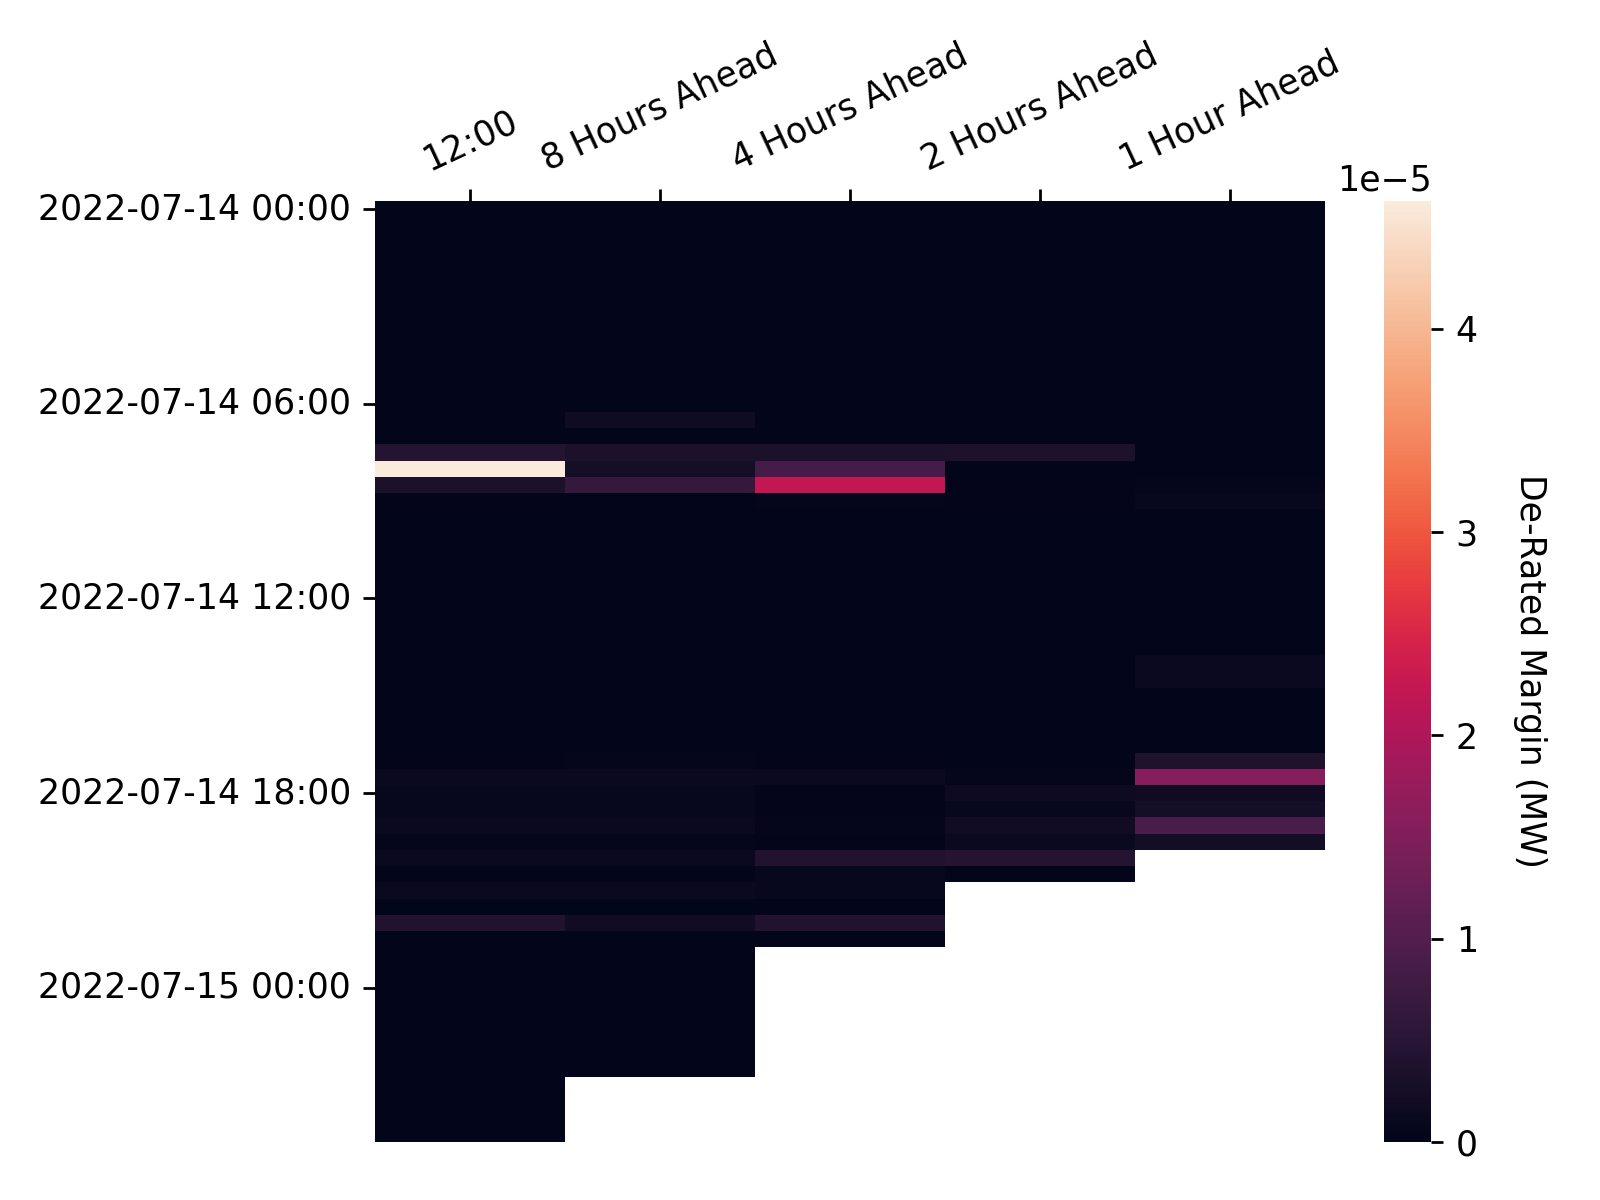 12:00
8 Hours Ahead
4 Hours Ahead
2 Hours Ahead
1 Hour Ahead
1e−5
2022-07-14 00:00
2022-07-14 06:00
2022-07-14 12:00
2022-07-14 18:00
2022-07-15 00:00
4
3
2
1
0
De-Rated Margin (MW)